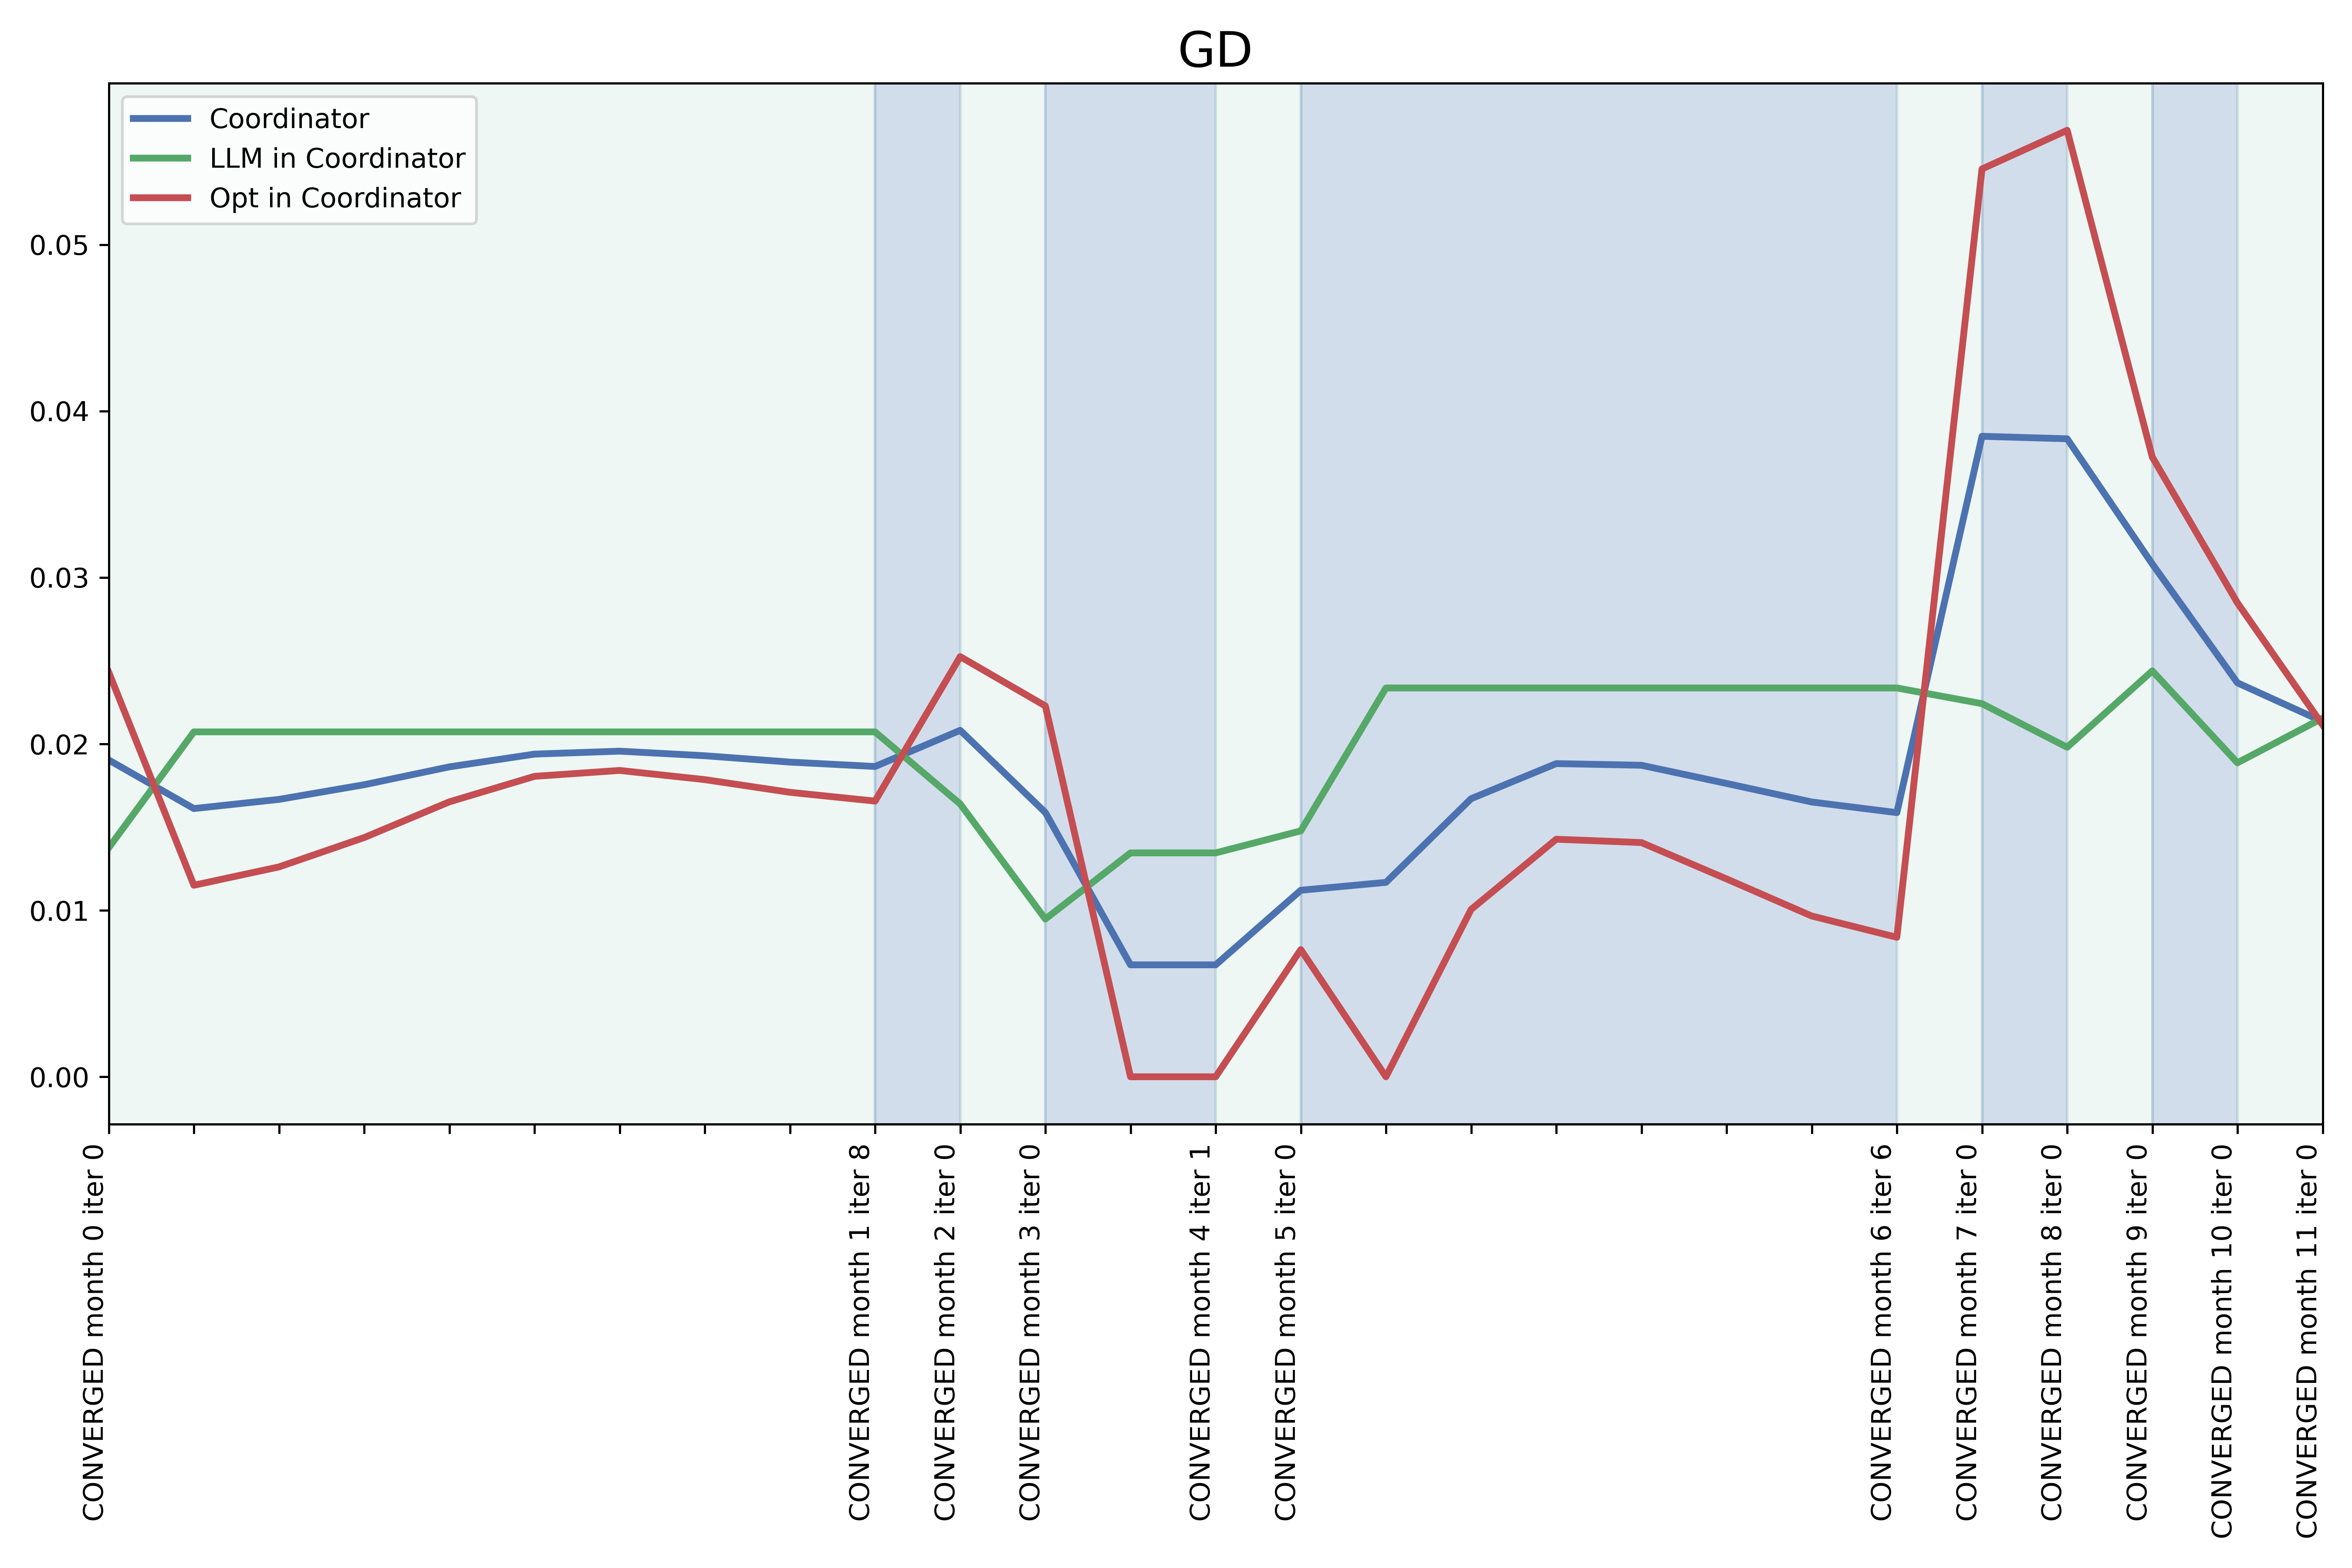 GD
Coordinator
LLM in Coordinator
Opt in Coordinator
0.05
0.04
0.03
0.02
0.01
0.00
CONVERGED month 0 iter 0
CONVERGED month 1 iter 8
CONVERGED month 2 iter 0
CONVERGED month 3 iter 0
CONVERGED month 4 iter 1
CONVERGED month 5 iter 0
CONVERGED month 6 iter 6
CONVERGED month 7 iter 0
CONVERGED month 8 iter 0
CONVERGED month 9 iter 0
CONVERGED month 10 iter 0
CONVERGED month 11 iter 0